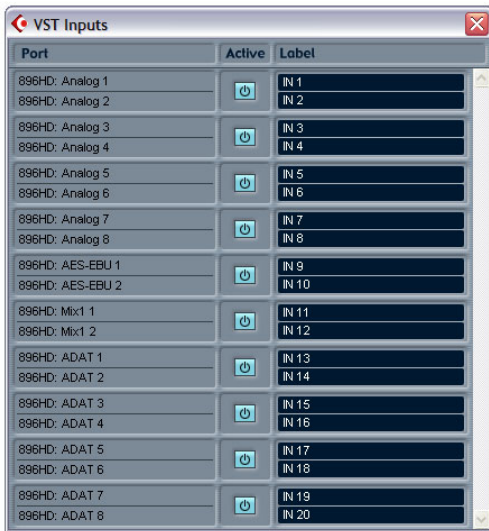 VST Inputs
Port Active Label
896HD: Analog 1 IN 1
896HD: Analog 2 IN 2
896HD: Analog 3 IN 3
896HD: Analog 4 IN 4
896HD: Analog 5 IN 5
896HD: Analog 6 IN 6
896HD: Analog 7 IN 7
896HD: Analog 8 IN 8
896HD: AES-EBU 1 IN 9
896HD: AES-EBU 2 IN 10
896HD: Mix1 1 IN 11
896HD: Mix1 2 IN 12
896HD: ADAT 1 IN 13
896HD: ADAT 2 IN 14
896HD: ADAT 3 IN 15
896HD: ADAT 4 IN 16
896HD: ADAT 5 IN 17
896HD: ADAT 6 IN 18
896HD: ADAT 7 IN 19
896HD: ADAT 8 IN 20